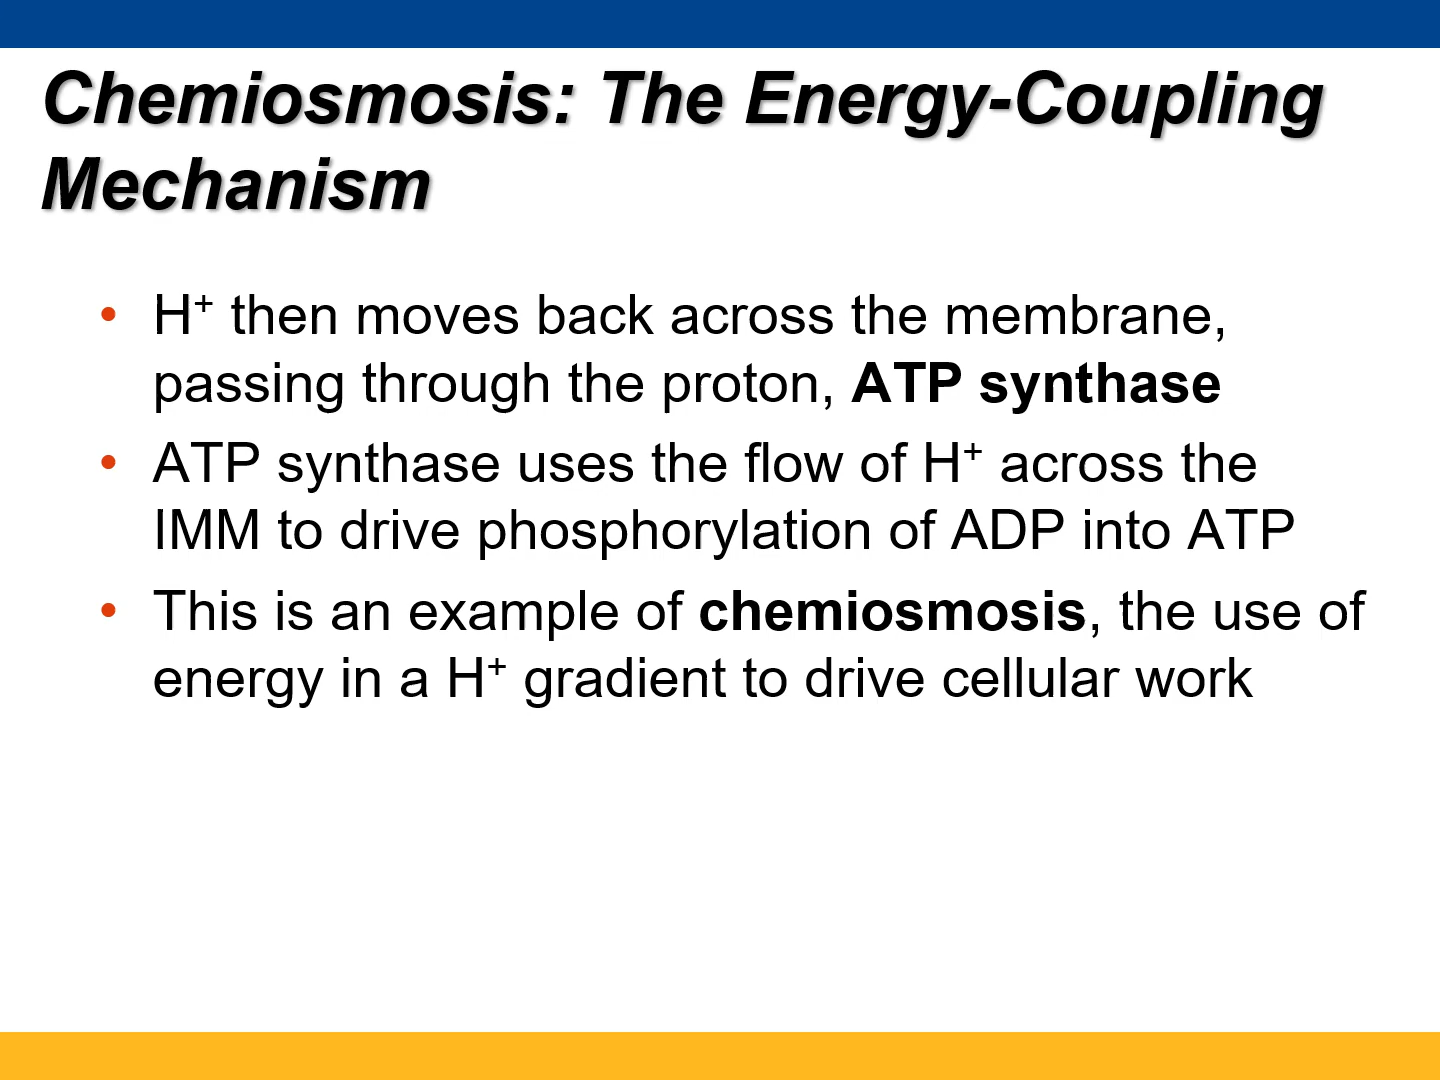 Chemiosmosis: The Energy-Coupling
Mechanism
• H⁺ then moves back across the membrane,
passing through the proton, ATP synthase
• ATP synthase uses the flow of H⁺ across the
IMM to drive phosphorylation of ADP into ATP
• This is an example of chemiosmosis, the use of
energy in a H⁺ gradient to drive cellular work